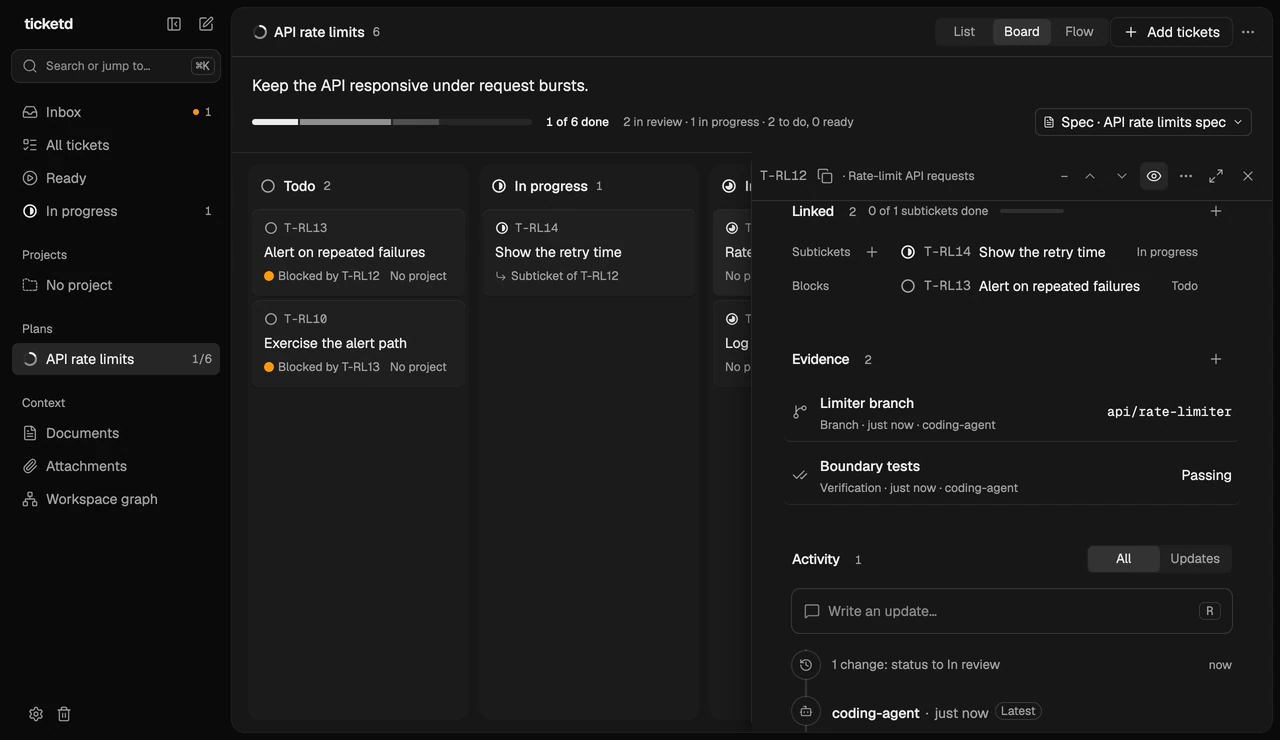 ticketd
Search or jump to...
⌘K
Inbox
1
All tickets
Ready
In progress
1
Projects
No project
Plans
API rate limits
1/6
Context
Documents
Attachments
Workspace graph
API rate limits 6
List
Board
Flow
Add tickets
Keep the API responsive under request bursts.
1 of 6 done
2 in review · 1 in progress · 2 to do, 0 ready
Spec · API rate limits spec
Todo 2
T-RL13
Alert on repeated failures
Blocked by T-RL12 No project
T-RL10
Exercise the alert path
Blocked by T-RL13 No project
In progress 1
T-RL14
Show the retry time
Subticket of T-RL12
T-RL12 · Rate-limit API requests
Linked 2 0 of 1 subtickets done
Subtickets
T-RL14 Show the retry time
In progress
Blocks
T-RL13 Alert on repeated failures
Todo
Evidence 2
Limiter branch
Branch · just now · coding-agent
api/rate-limiter
Boundary tests
Verification · just now · coding-agent
Passing
Activity 1
All
Updates
Write an update...
R
1 change: status to In review
now
coding-agent · just now
Latest